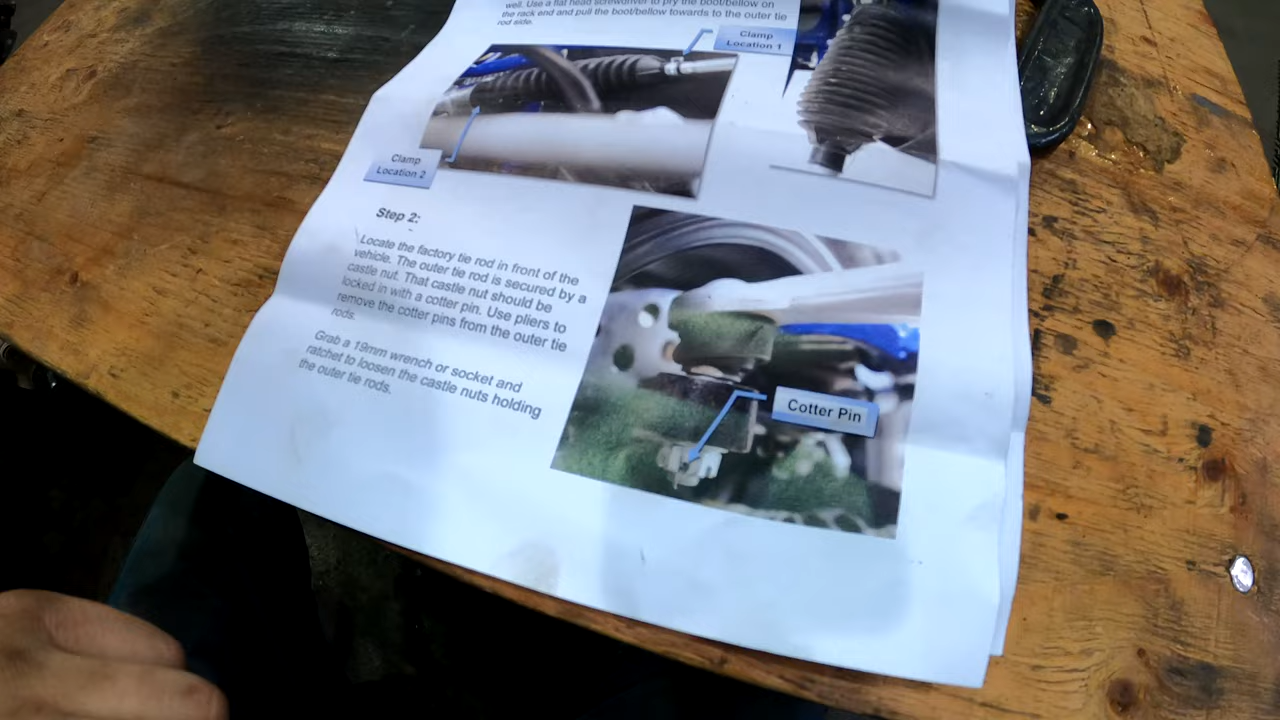 well. Use a flat head screwdriver to pry the boot/bellow on
the rack end and pull the boot/bellow towards to the outer tie
rod side.
Clamp
Location 1
Clamp
Location 2
Step 2:
Locate the factory tie rod in front of the
vehicle. The outer tie rod is secured by a
castle nut. That castle nut should be
locked in with a cotter pin. Use pliers to
remove the cotter pins from the outer tie
rods.
Grab a 19mm wrench or socket and
ratchet to loosen the castle nuts holding
the outer tie rods.
Cotter Pin